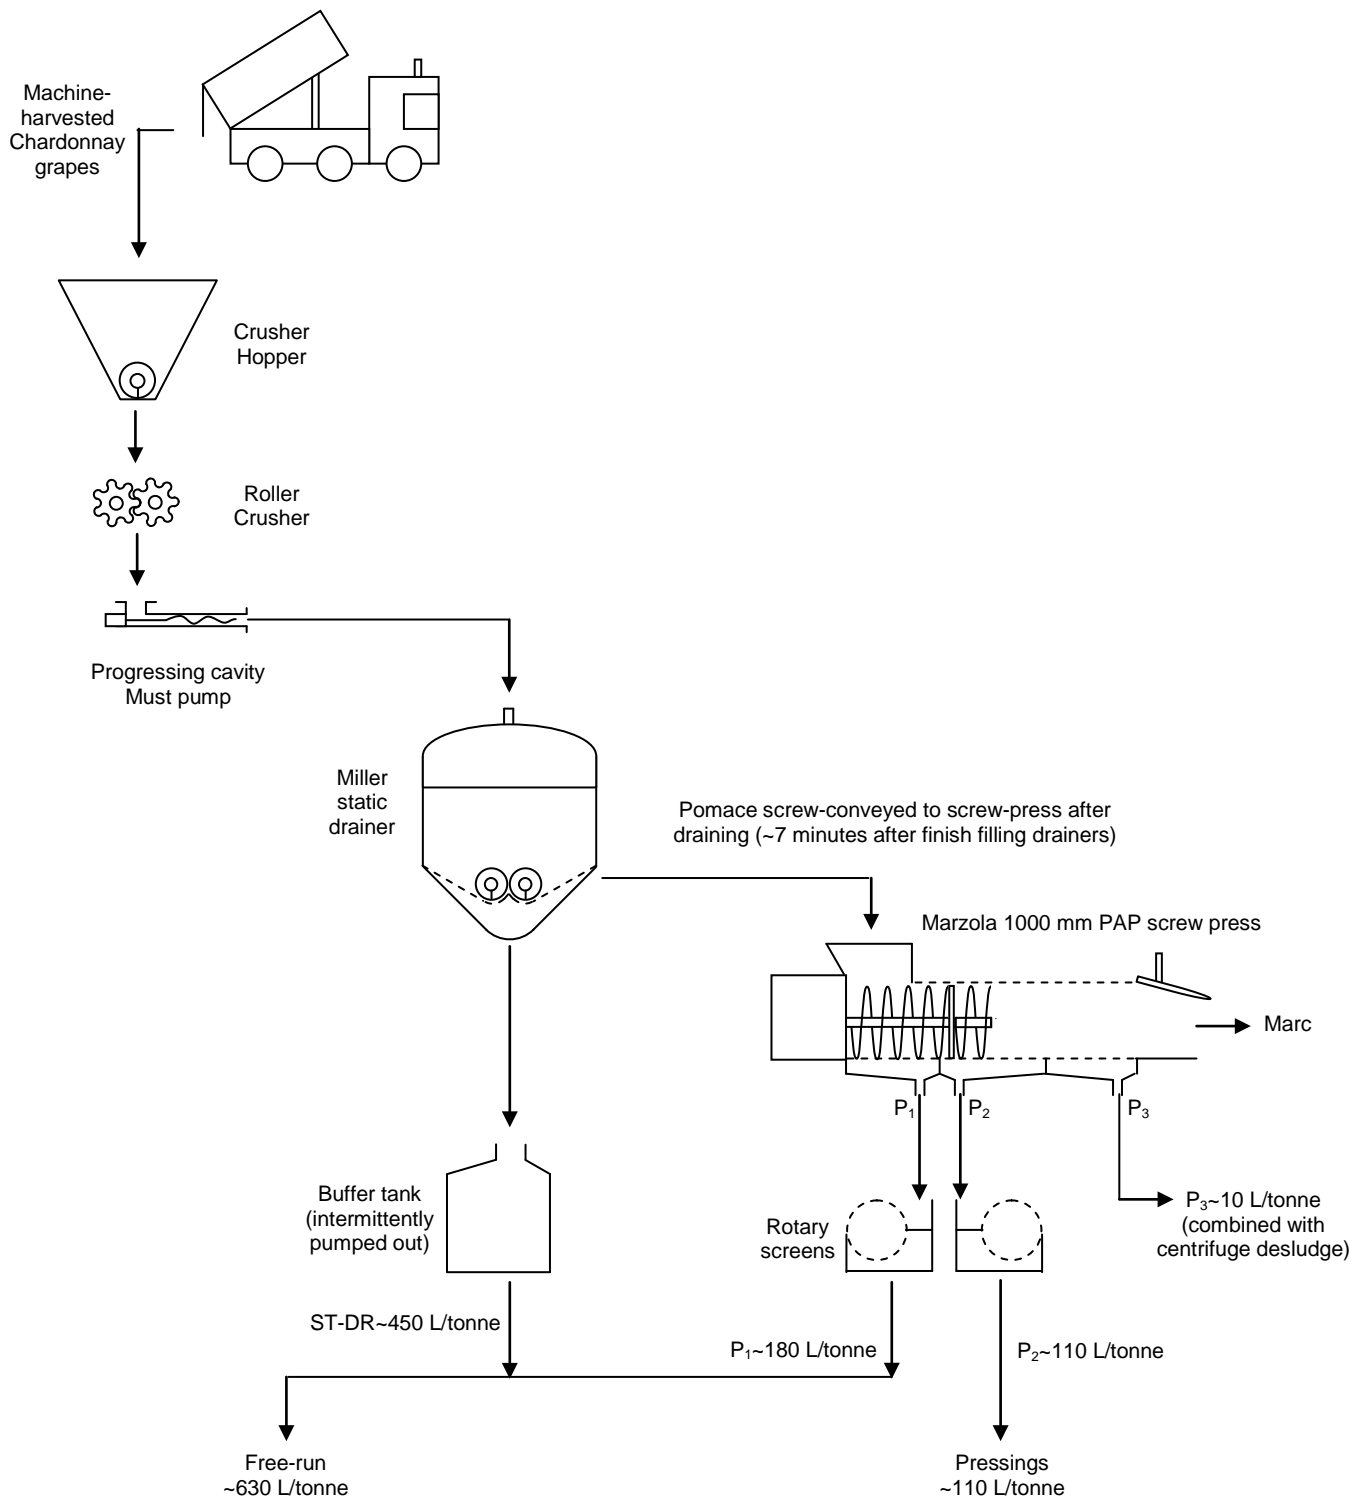 Machine-
harvested
Chardonnay
grapes
Crusher
Hopper
Roller
Crusher
Progressing cavity
Must pump
Miller
static
drainer
Pomace screw-conveyed to screw-press after
draining (~7 minutes after finish filling drainers)
Marzola 1000 mm PAP screw press
Marc
P₁
P₂
P₃
Buffer tank
(intermittently
pumped out)
Rotary
screens
P₃~10 L/tonne
(combined with
centrifuge desludge)
ST-DR~450 L/tonne
P₁~180 L/tonne
P₂~110 L/tonne
Free-run
~630 L/tonne
Pressings
~110 L/tonne